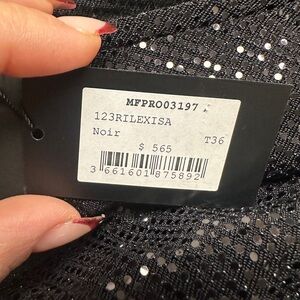 MFPRO03197
123RILEXISA
Noir T36
$ 565
3 661601 875892